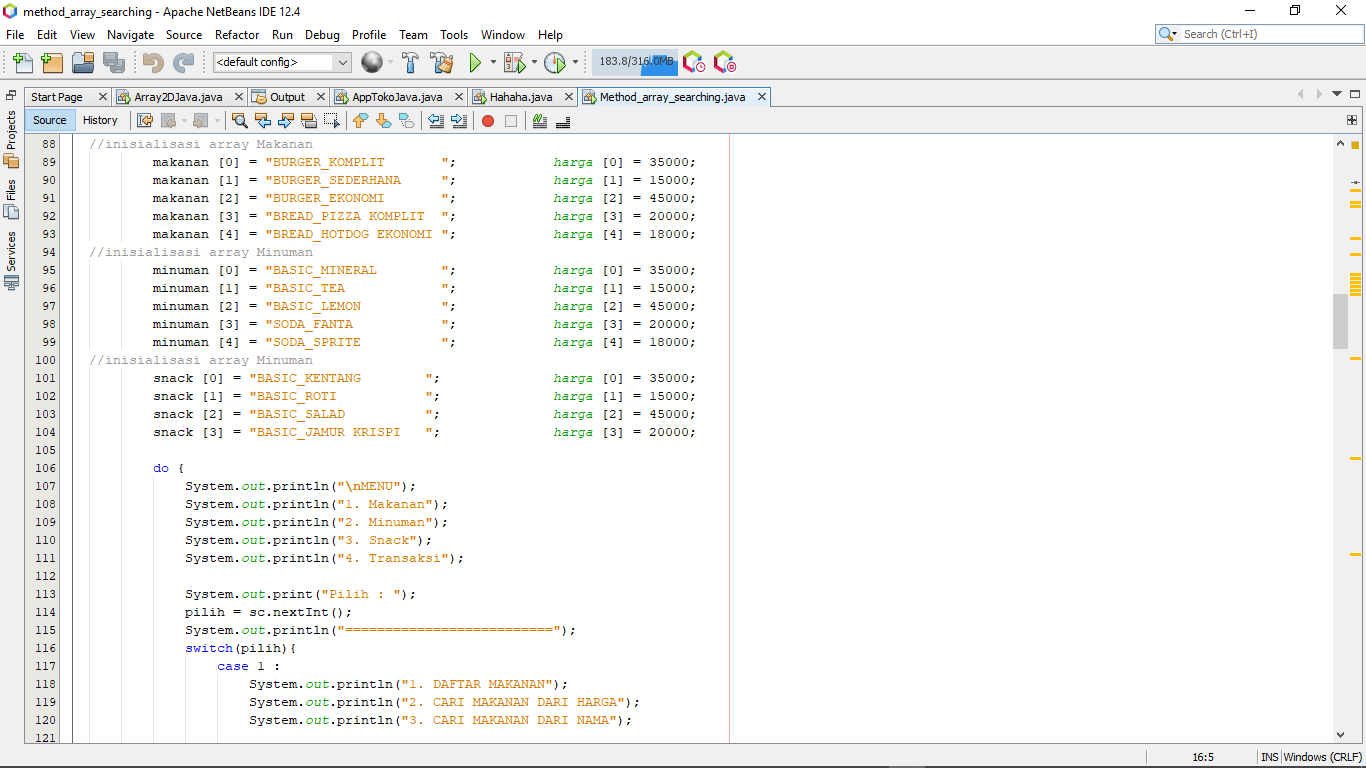 method_array_searching - Apache NetBeans IDE 12.4
File Edit View Navigate Source Refactor Run Debug Profile Team Tools Window Help
Search (Ctrl+I)
<default config>
183.8/316.0MB
Start Page Array2DJava.java Output AppTokoJava.java Hahaha.java Method_array_searching.java
Source History
Projects
Files
Services
88 //inisialisasi array Makanan
89 makanan [0] = "BURGER_KOMPLIT "; harga [0] = 35000;
90 makanan [1] = "BURGER_SEDERHANA "; harga [1] = 15000;
91 makanan [2] = "BURGER_EKONOMI "; harga [2] = 45000;
92 makanan [3] = "BREAD_PIZZA KOMPLIT "; harga [3] = 20000;
93 makanan [4] = "BREAD_HOTDOG EKONOMI "; harga [4] = 18000;
94 //inisialisasi array Minuman
95 minuman [0] = "BASIC_MINERAL "; harga [0] = 35000;
96 minuman [1] = "BASIC_TEA "; harga [1] = 15000;
97 minuman [2] = "BASIC_LEMON "; harga [2] = 45000;
98 minuman [3] = "SODA_FANTA "; harga [3] = 20000;
99 minuman [4] = "SODA_SPRITE "; harga [4] = 18000;
100 //inisialisasi array Minuman
101 snack [0] = "BASIC_KENTANG "; harga [0] = 35000;
102 snack [1] = "BASIC_ROTI "; harga [1] = 15000;
103 snack [2] = "BASIC_SALAD "; harga [2] = 45000;
104 snack [3] = "BASIC_JAMUR KRISPI "; harga [3] = 20000;
105
106 do {
107 System.out.println("\nMENU");
108 System.out.println("1. Makanan");
109 System.out.println("2. Minuman");
110 System.out.println("3. Snack");
111 System.out.println("4. Transaksi");
112
113 System.out.print("Pilih : ");
114 pilih = sc.nextInt();
115 System.out.println("==========================");
116 switch(pilih){
117 case 1 :
118 System.out.println("1. DAFTAR MAKANAN");
119 System.out.println("2. CARI MAKANAN DARI HARGA");
120 System.out.println("3. CARI MAKANAN DARI NAMA");
121
16:5 INS Windows (CRLF)